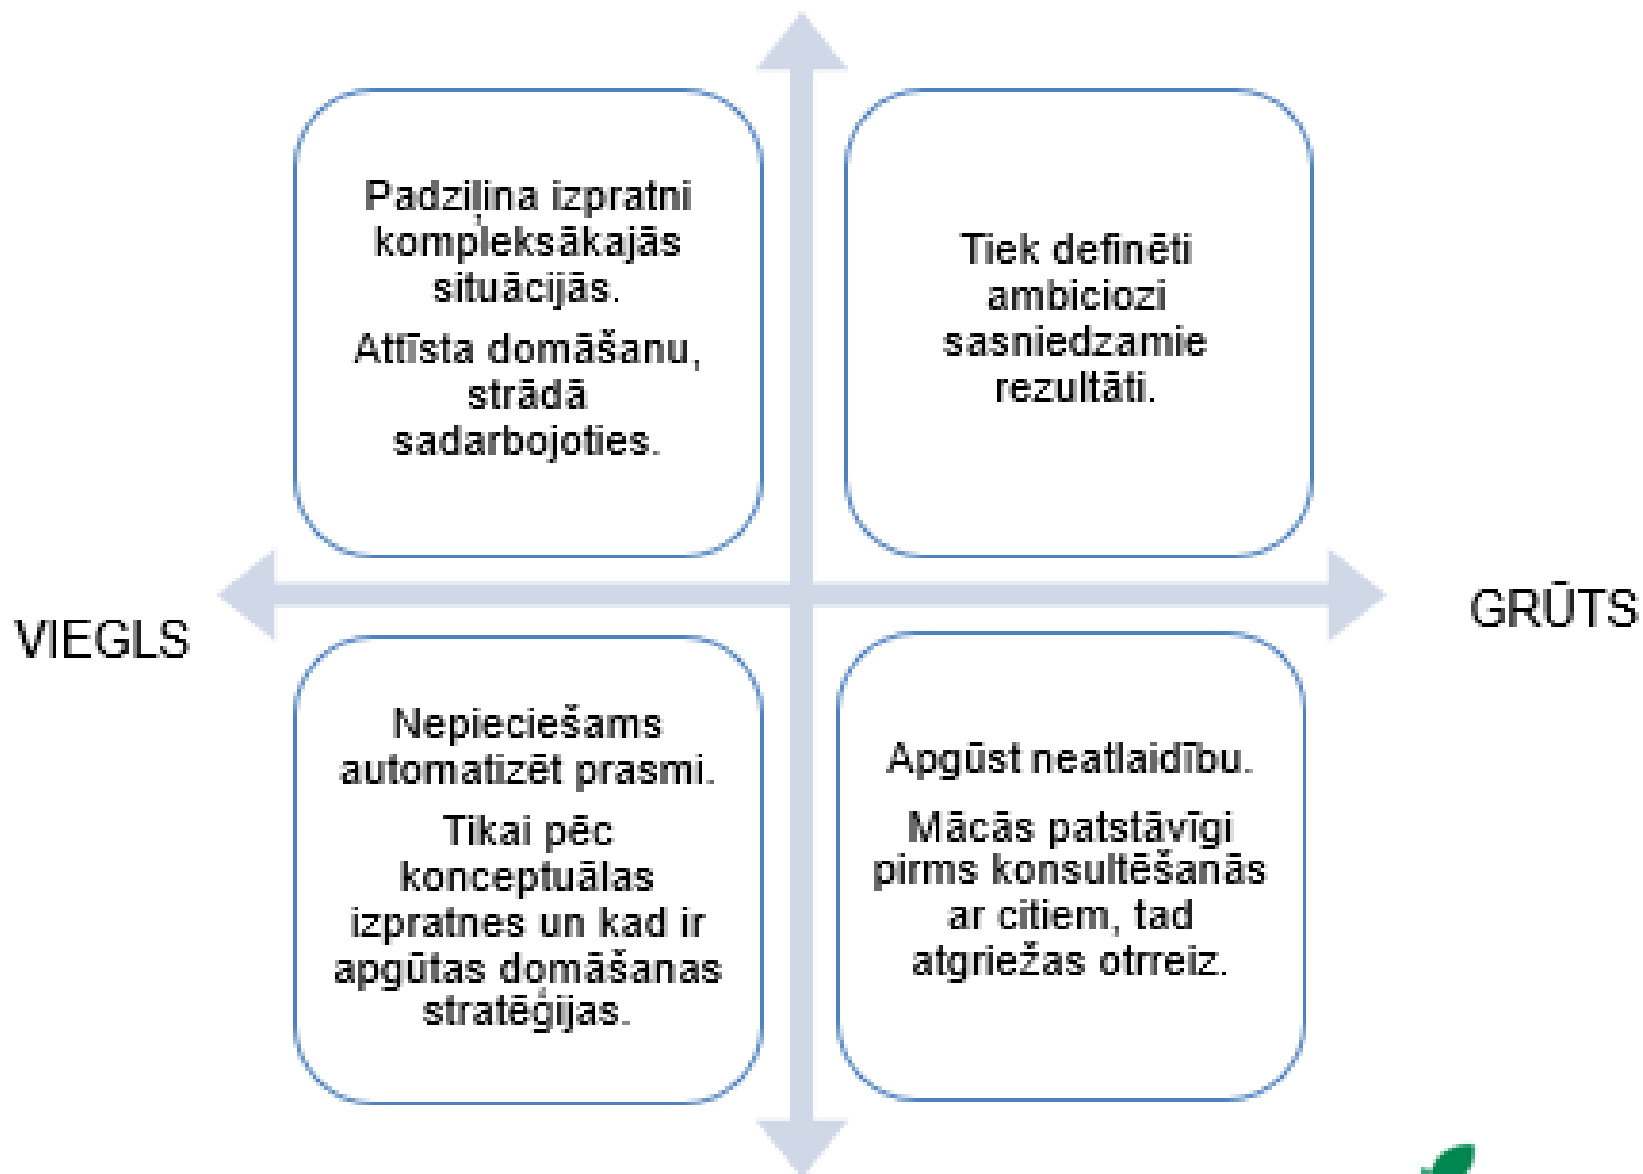 Padziļina izpratni
kompleksākajās
situācijās.
Attīsta domāšanu,
strādā
sadarbojoties.
Tiek definēti
ambiciozi
sasniedzamie
rezultāti.
VIEGLS
GRŪTS
Nepieciešams
automatizēt prasmi.
Tikai pēc
konceptuālas
izpratnes un kad ir
apgūtas domāšanas
stratēģijas.
Apgūst neatlaidību.
Mācās patstāvīgi
pirms konsultēšanās
ar citiem, tad
atgriežas otrreiz.